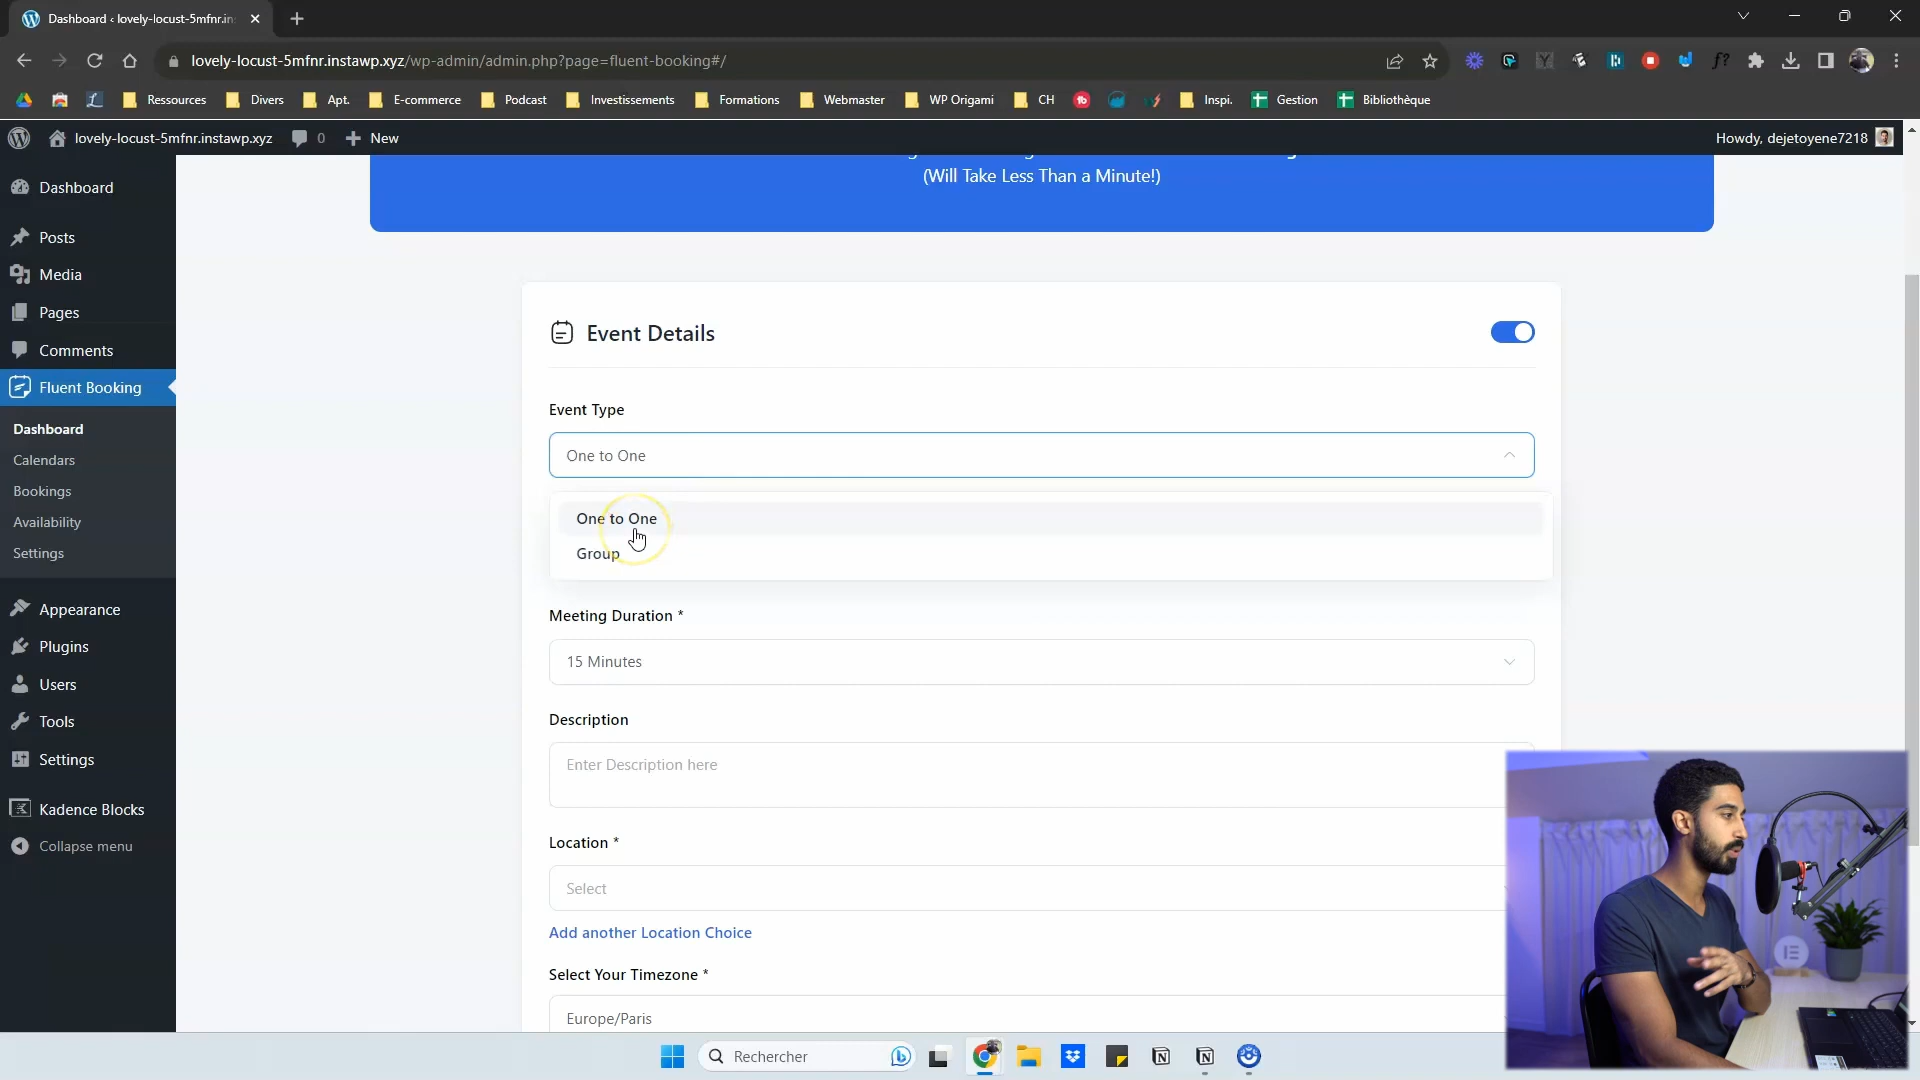 Dashboard ‹ lovely-locust-5mfnr.in
lovely-locust-5mfnr.instawp.xyz/wp-admin/admin.php?page=fluent-booking#/
Ressources Divers Apt. E-commerce Podcast Investissements Formations Webmaster WP Origami CH Inspi. Gestion Bibliothèque
lovely-locust-5mfnr.instawp.xyz 0 New Howdy, dejetoyene7218
Dashboard
Posts
Media
Pages
Comments
Fluent Booking
Dashboard
Calendars
Bookings
Availability
Settings
Appearance
Plugins
Users
Tools
Settings
Kadence Blocks
Collapse menu
(Will Take Less Than a Minute!)
Event Details
Event Type
One to One
One to One
Group
Meeting Duration *
15 Minutes
Description
Enter Description here
Location *
Select
Add another Location Choice
Select Your Timezone *
Europe/Paris
Rechercher